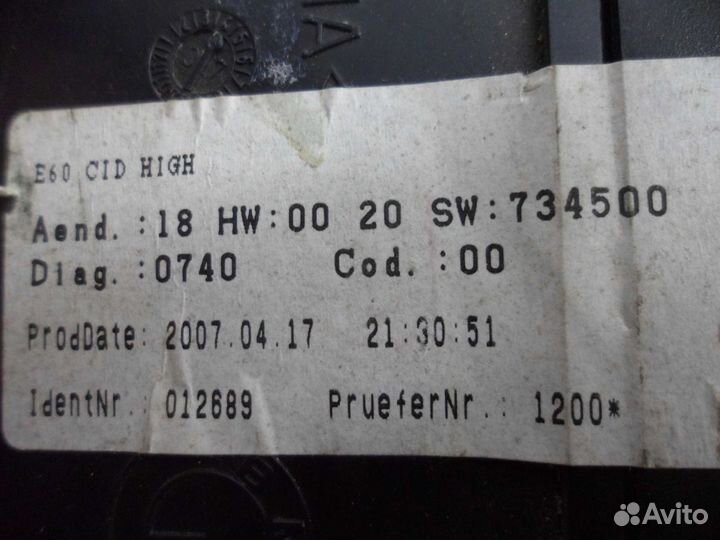 E60 CID HIGH
Aend.:18 HW:00 20 SW:734500
Diag.:0740 Cod.:00
ProdDate: 2007.04.17 21:30:51
IdentNr.: 012689 PrueferNr.: 1200*
Avito